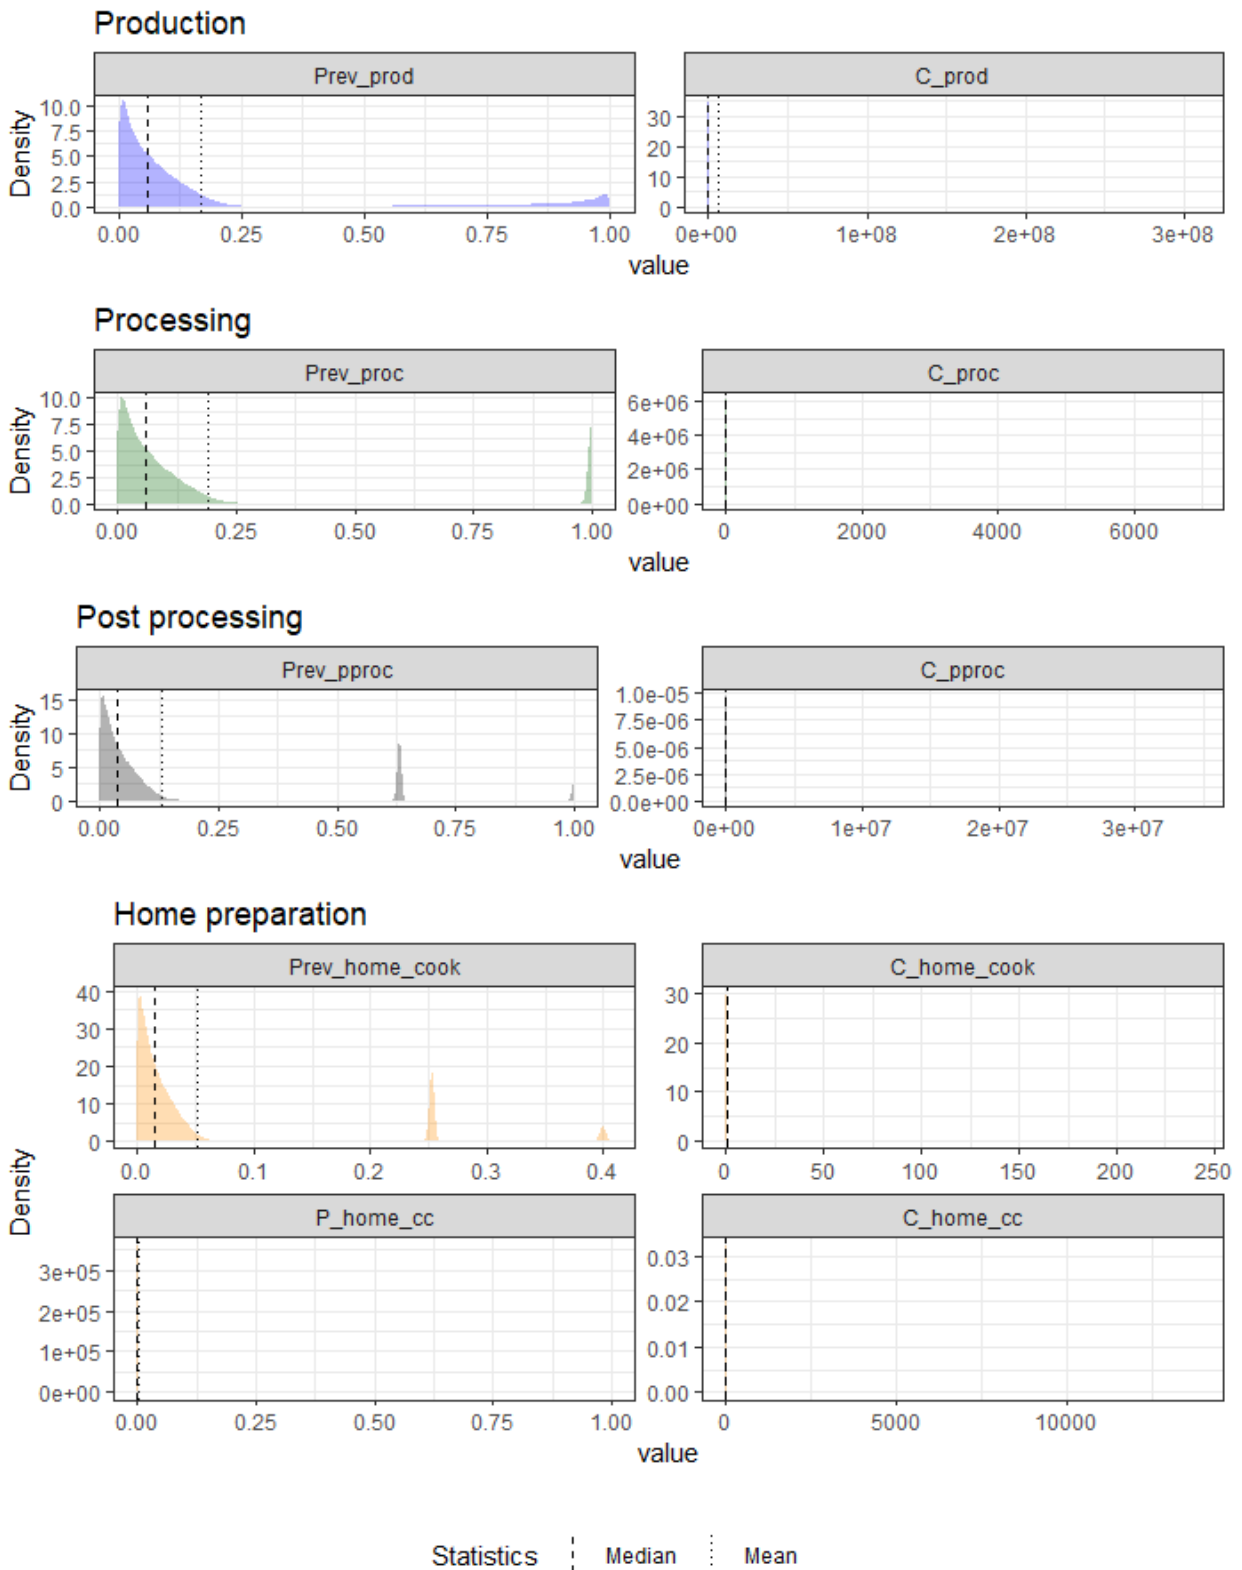 Production
Prev_prod C_prod
Density
10.0
7.5
5.0
2.5
0.0
30
20
10
0
0.00 0.25 0.50 0.75 1.00 0e+00 1e+08 2e+08 3e+08
value
Processing
Prev_proc C_proc
Density
10.0
7.5
5.0
2.5
0.0
6e+06
4e+06
2e+06
0e+00
0.00 0.25 0.50 0.75 1.00 0 2000 4000 6000
value
Post processing
Prev_pproc C_pproc
Density
15
10
5
0
1.0e-05
7.5e-06
5.0e-06
2.5e-06
0.0e+00
0.00 0.25 0.50 0.75 1.00 0e+00 1e+07 2e+07 3e+07
value
Home preparation
Prev_home_cook C_home_cook
40
30
20
10
0
30
20
10
0
0.0 0.1 0.2 0.3 0.4 0 50 100 150 200 250
Density
P_home_cc C_home_cc
3e+05
2e+05
1e+05
0e+00
0.03
0.02
0.01
0.00
0.00 0.25 0.50 0.75 1.00 0 5000 10000
value
Statistics Median Mean